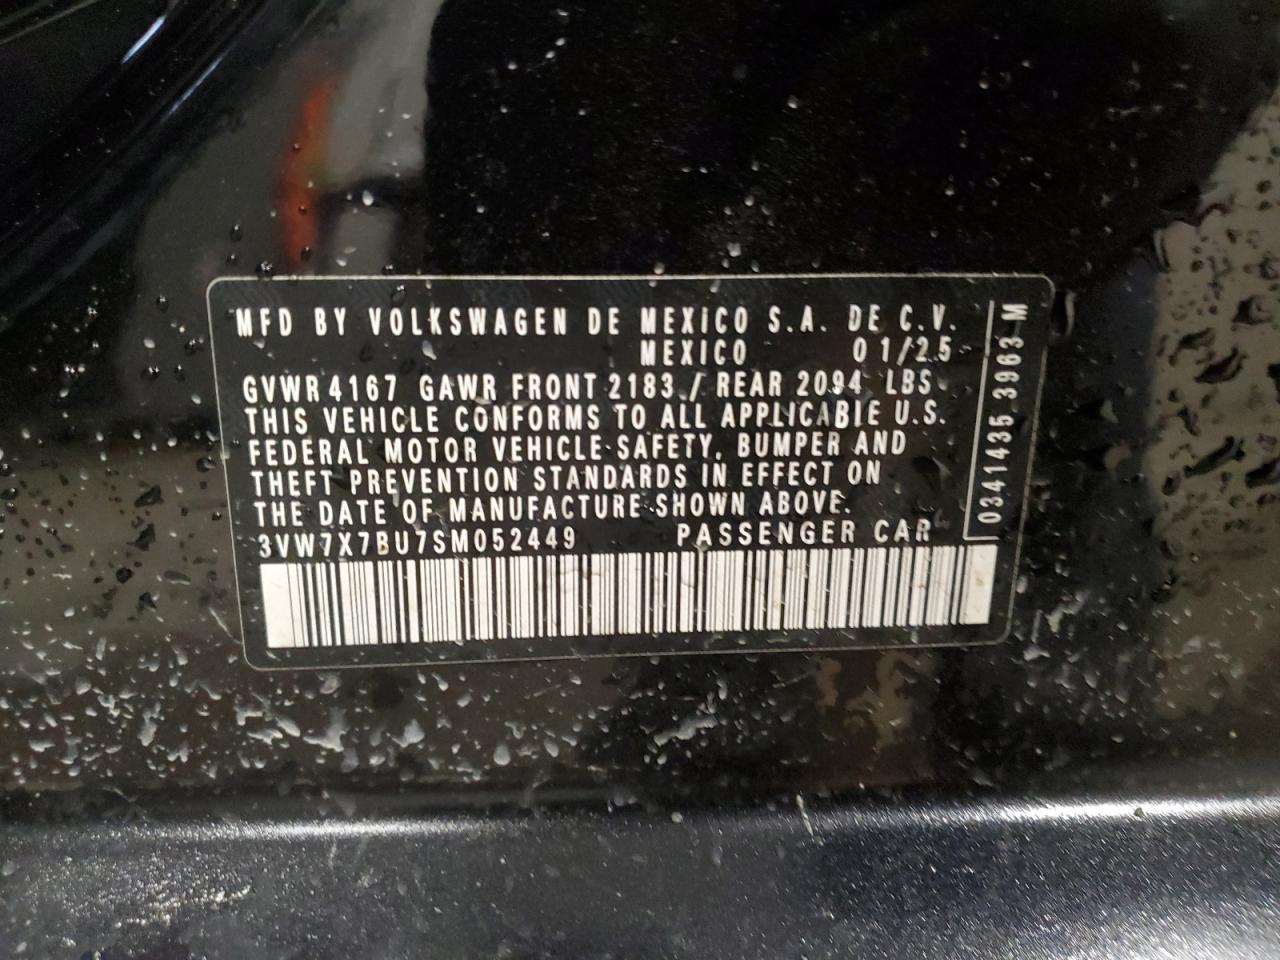 MFD BY VOLKSWAGEN DE MEXICO S.A. DE C.V.
MEXICO 01/25
GVWR 4167 GAWR FRONT 2183 / REAR 2094 LBS
THIS VEHICLE CONFORMS TO ALL APPLICABLE U.S.
FEDERAL MOTOR VEHICLE SAFETY, BUMPER AND
THEFT PREVENTION STANDARDS IN EFFECT ON
THE DATE OF MANUFACTURE SHOWN ABOVE.
3VW7X7BU7SM052449 PASSENGER CAR
0341435 3963 M